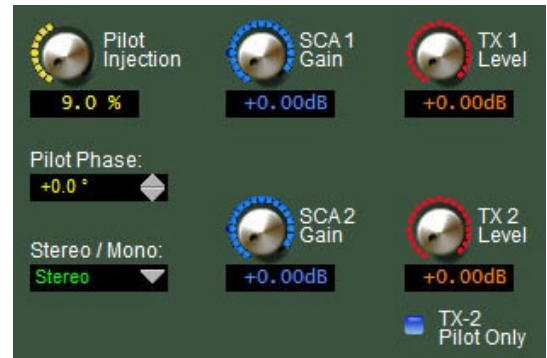 Pilot
Injection
9.0 %
SCA 1
Gain
+0.00dB
TX 1
Level
+0.00dB
Pilot Phase:
+0.0 °
Stereo / Mono:
Stereo
SCA 2
Gain
+0.00dB
TX 2
Level
+0.00dB
TX-2
Pilot Only